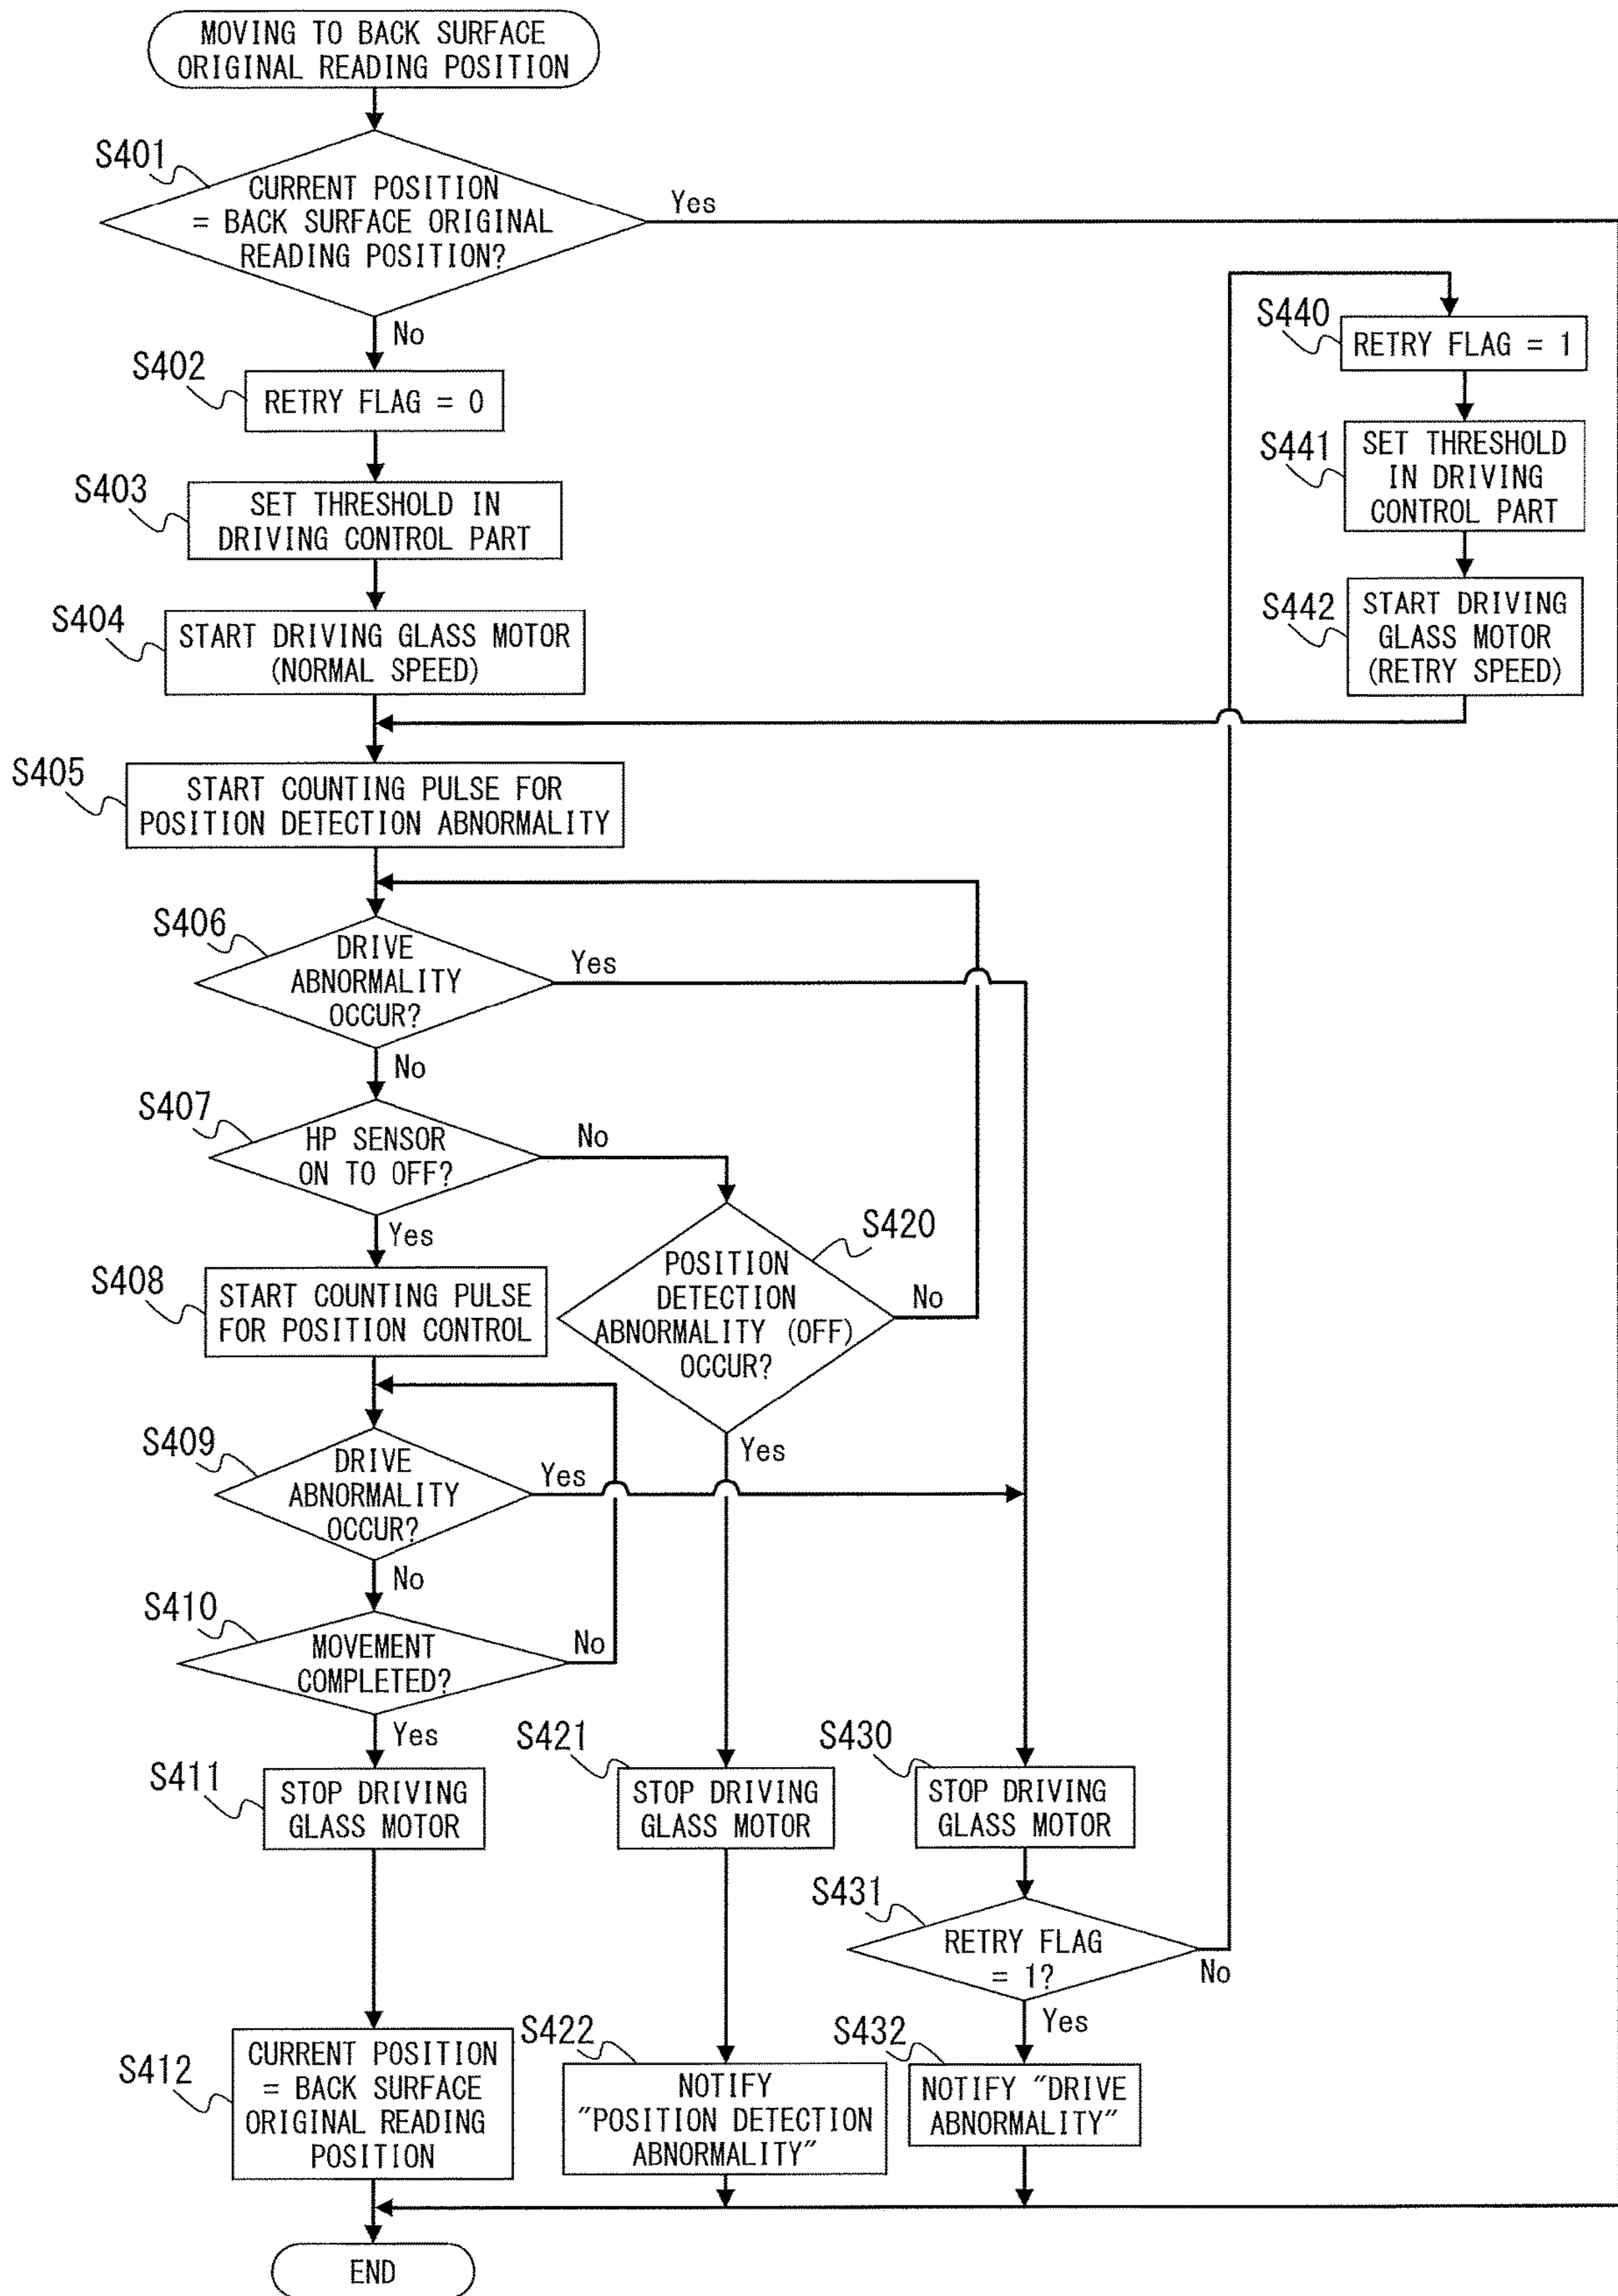 MOVING TO BACK SURFACE
ORIGINAL READING POSITION
S401
CURRENT POSITION
= BACK SURFACE ORIGINAL
READING POSITION?
Yes
No
S402
RETRY FLAG = 0
S403
SET THRESHOLD IN
DRIVING CONTROL PART
S404
START DRIVING GLASS MOTOR
(NORMAL SPEED)
S440
RETRY FLAG = 1
S441
SET THRESHOLD
IN DRIVING
CONTROL PART
S442
START DRIVING
GLASS MOTOR
(RETRY SPEED)
S405
START COUNTING PULSE FOR
POSITION DETECTION ABNORMALITY
S406
DRIVE
ABNORMALITY
OCCUR?
Yes
No
S407
HP SENSOR
ON TO OFF?
No
Yes
S420
POSITION
DETECTION
ABNORMALITY (OFF)
OCCUR?
No
Yes
S408
START COUNTING PULSE
FOR POSITION CONTROL
S409
DRIVE
ABNORMALITY
OCCUR?
Yes
No
S410
MOVEMENT
COMPLETED?
No
Yes
S411
STOP DRIVING
GLASS MOTOR
S421
STOP DRIVING
GLASS MOTOR
S430
STOP DRIVING
GLASS MOTOR
S431
RETRY FLAG
= 1?
No
Yes
S412
CURRENT POSITION
= BACK SURFACE
ORIGINAL READING
POSITION
S422
NOTIFY
"POSITION DETECTION
ABNORMALITY"
S432
NOTIFY "DRIVE
ABNORMALITY"
END